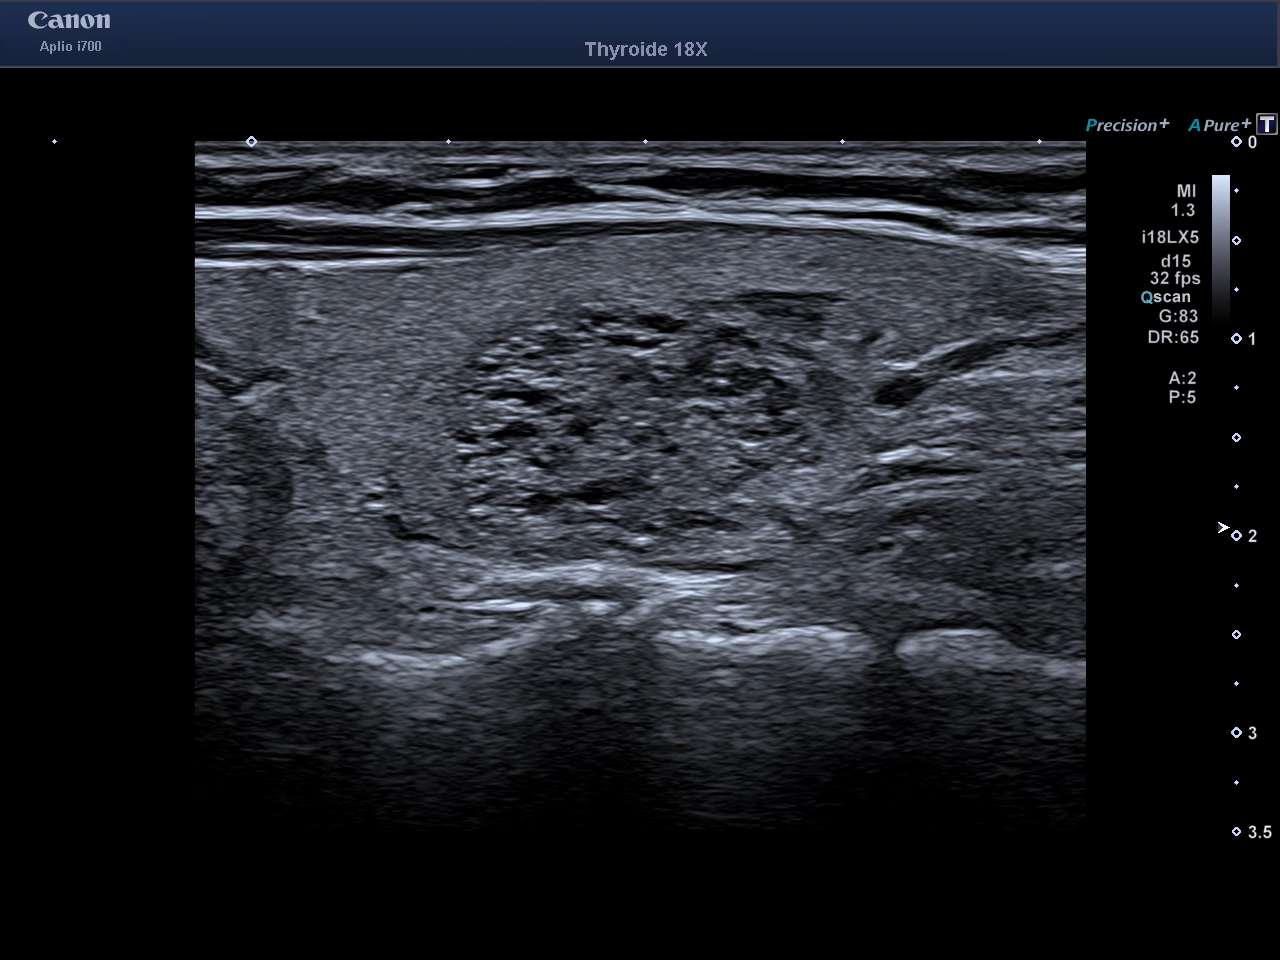 Canon
Aplio i700
Thyroide 18X
Precision+ A Pure+ T
0
MI
1.3
i18LX5
d15
32 fps
Qscan
G:83
DR:65
1
A:2
P:5
2
3
3.5